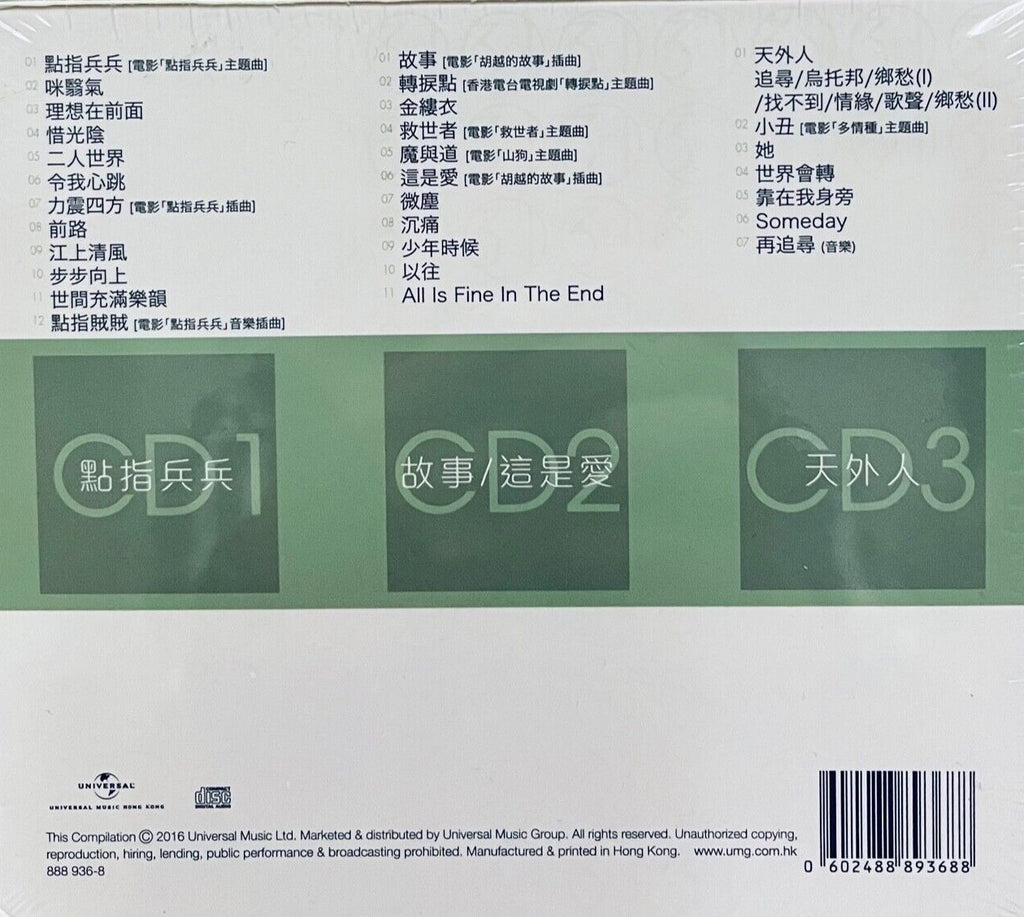 01 點指兵兵 [電影「點指兵兵」主題曲]
02 咪翳氣
03 理想在前面
04 惜光陰
05 二人世界
06 令我心跳
07 力震四方 [電影「點指兵兵」插曲]
08 前路
09 江上清風
10 步步向上
11 世間充滿樂韻
12 點指賊賊 [電影「點指兵兵」音樂插曲]
01 故事 [電影「胡越的故事」插曲]
02 轉捩點 [香港電台電視劇「轉捩點」主題曲]
03 金縷衣
04 救世者 [電影「救世者」主題曲]
05 魔與道 [電影「山狗」主題曲]
06 這是愛 [電影「胡越的故事」插曲]
07 微塵
08 沉痛
09 少年時候
10 以往
11 All Is Fine In The End
01 天外人
追尋/烏托邦/鄉愁(I)
/找不到/情緣/歌聲/鄉愁(II)
02 小丑 [電影「多情種」主題曲]
03 她
04 世界會轉
05 靠在我身旁
06 Someday
07 再追尋 (音樂)
CD1
點指兵兵
CD2
故事/這是愛
CD3
天外人
UNIVERSAL
UNIVERSAL MUSIC HONG KONG
COMPACT
disc
DIGITAL AUDIO
This Compilation © 2016 Universal Music Ltd. Marketed & distributed by Universal Music Group. All rights reserved. Unauthorized copying,
reproduction, hiring, lending, public performance & broadcasting prohibited. Manufactured & printed in Hong Kong. www.umg.com.hk
888 936-8
0 602488 893688